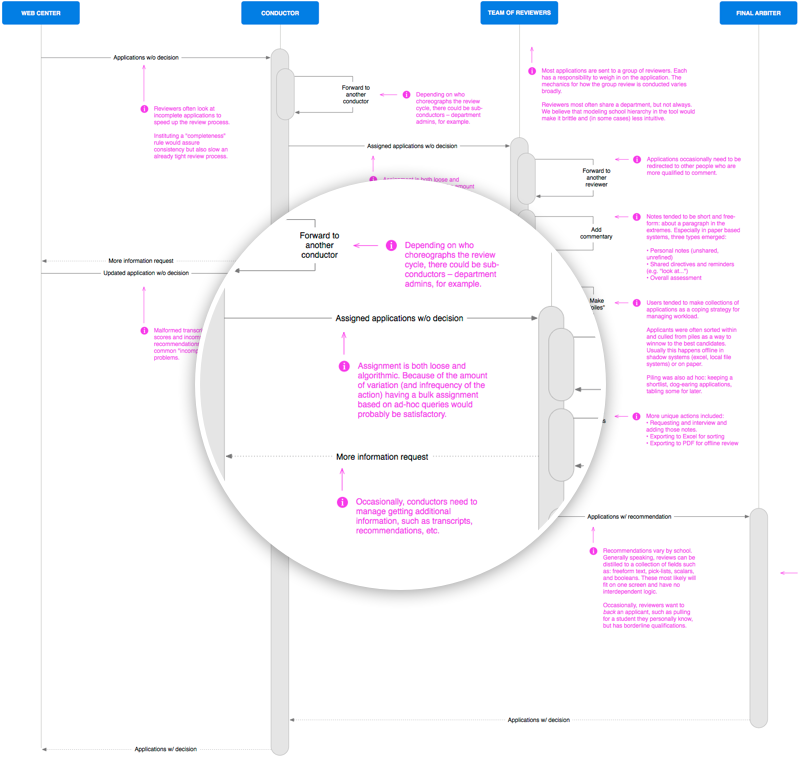 WEB CENTER
CONDUCTOR
TEAM OF REVIEWERS
FINAL ARBITER
Applications w/o decision
Reviewers often look at
incomplete applications to
speed up the review process.
Instituting a "completeness"
rule would assure
consistency but also slow an
already tight review process.
Forward to
another
conductor
Depending on who
choreographs the review
cycle, there could be sub-
conductors – department
admins, for example.
Most applications are sent to a group of reviewers. Each
has a responsibility to weigh in on the application. The
mechanics for how the group review is conducted varies
broadly.
Reviewers most often share a department, but not always.
We believe that modeling school hierarchy in the tool would
make it brittle and (in some cases) less intuitive.
Assigned applications w/o decision
Assignment is both loose and
amount
Forward to
another
reviewer
Applications occasionally need to be
redirected to other people who are
more qualified to comment.
Add
commentary
Notes tended to be short and free-
form: about a paragraph in the
extremes. Especially in paper based
systems, three types emerged:
• Personal notes (unshared,
unrefined)
• Shared directives and reminders
(e.g. "look at...")
• Overall assessment
More information request
Updated application w/o decision
Malformed
scores and
recommendations
common
problems.
Make
Users tended to make collections of
applications as a coping strategy for
managing workload.
Applicants were often sorted within
and culled from piles as a way to
winnow to the best candidates.
Usually this happens offline in
shadow systems (excel, local file
systems) or on paper.
Piling was also ad hoc: keeping a
shortlist, dog-earing applications,
tabling some for later.
More unique actions included:
• Requesting and interview and
adding those notes.
• Exporting to Excel for sorting
• Exporting to PDF for offline review
Forward to
another
conductor
Depending on who
choreographs the review
cycle, there could be sub-
conductors – department
admins, for example.
Assigned applications w/o decision
Assignment is both loose and
algorithmic. Because of the amount
of variation (and infrequency of the
action) having a bulk assignment
based on ad-hoc queries would
probably be satisfactory.
More information request
Occasionally, conductors need to
manage getting additional
information, such as transcripts,
recommendations, etc.
Applications w/ recommendation
Recommendations vary by school.
Generally speaking, reviews can be
distilled to a collection of fields such
as: freeform text, pick-lists, scalars,
and booleans. These most likely will
fit on one screen and have no
interdependent logic.
Occasionally, reviewers want to
back an applicant, such as pulling
for a student they personally know,
but has borderline qualifications.
Applications w/ decision
Applications w/ decision